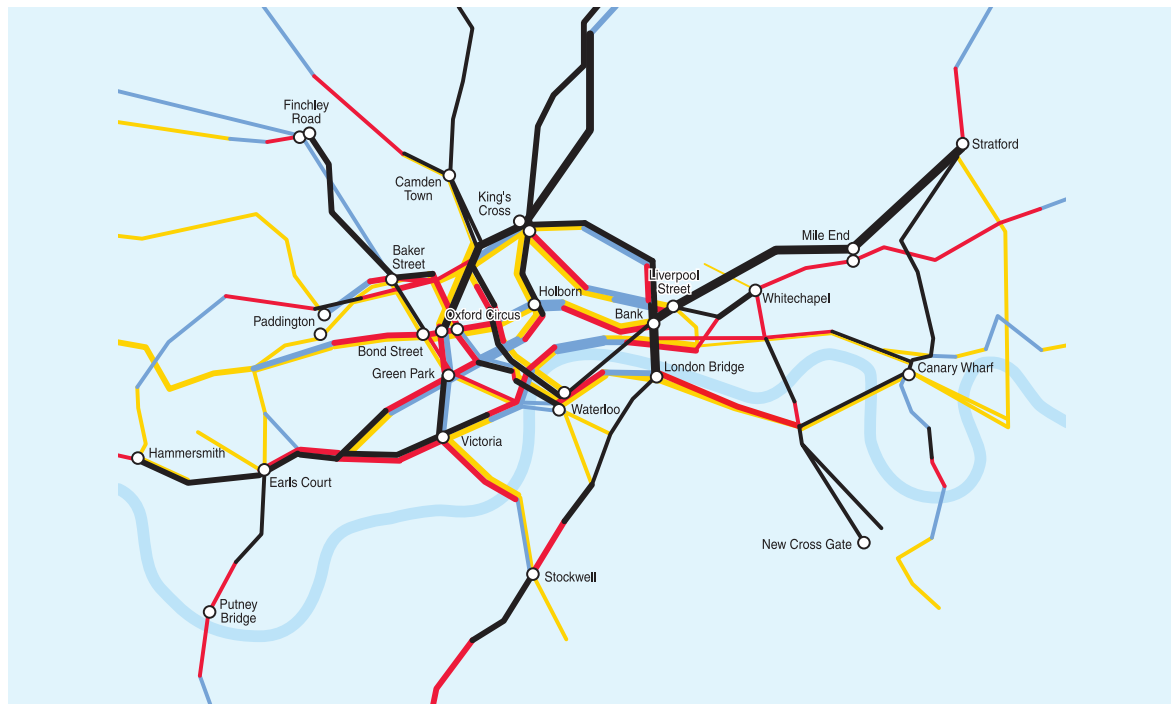 Finchley
Road
Stratford
Camden
Town
King's
Cross
Mile End
Baker
Street
Liverpool
Street
Holborn
Whitechapel
Paddington
Oxford Circus
Bank
Bond Street
London Bridge
Canary Wharf
Green Park
Waterloo
Victoria
Hammersmith
Earls Court
New Cross Gate
Stockwell
Putney
Bridge